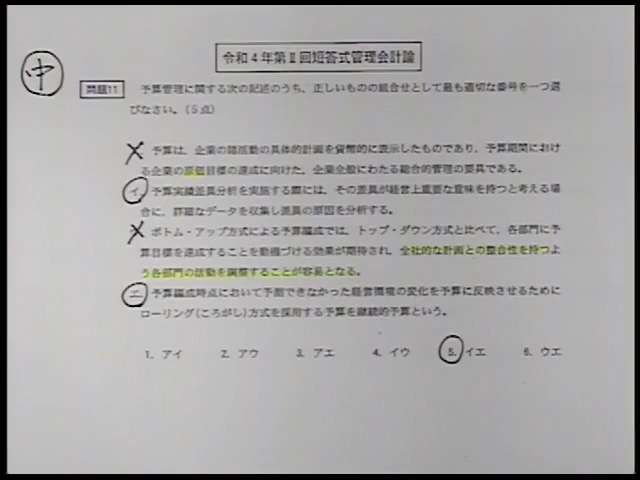 令和4年第Ⅱ回短答式管理会計論
中
問題11 予算管理に関する次の記述のうち、正しいものの組合せとして最も適切な番号を一つ選
びなさい。(5点)
予算は、企業の諸活動の具体的計画を貨幣的に表示したものであり、予算期間におけ
る企業の原価目標の達成に向けた、企業全般にわたる総合的管理の要具である。
イ. 予算実績差異分析を実施する際には、その差異が経営上重要な意味を持つと考える場
合に、詳細なデータを収集し差異の原因を分析する。
ボトム・アップ方式による予算編成では、トップ・ダウン方式と比べて、各部門に予
算目標を達成することを動機づける効果が期待され、全社的な計画との整合性を持つよ
う各部門の活動を調整することが容易となる。
エ. 予算編成時点において予測できなかった経営環境の変化を予算に反映させるために
ローリング(ころがし)方式を採用する予算を継続的予算という。
1. アイ 2. アウ 3. アエ 4. イウ 5. イエ 6. ウエ